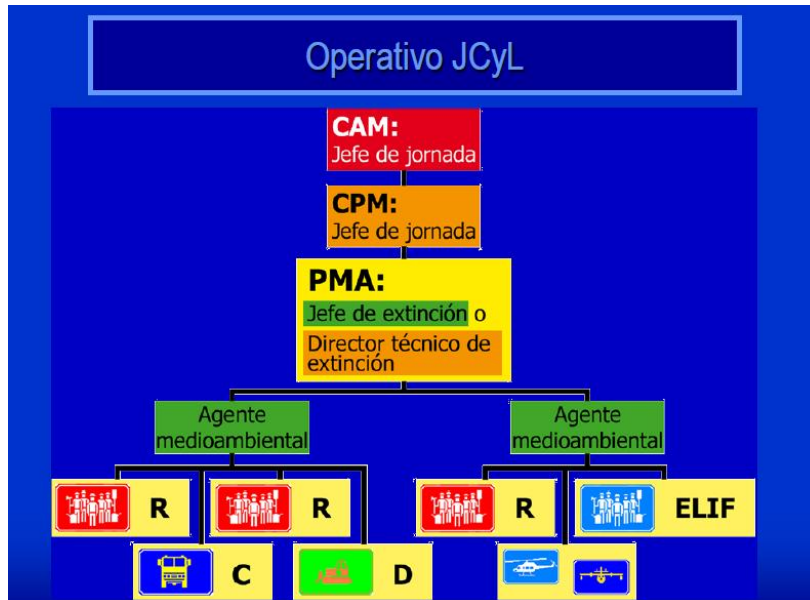 Operativo JCyL
CAM:
Jefe de jornada
CPM:
Jefe de jornada
PMA:
Jefe de extinción o
Director técnico de
extinción
Agente
medioambiental
Agente
medioambiental
R
R
R
ELIF
C
D